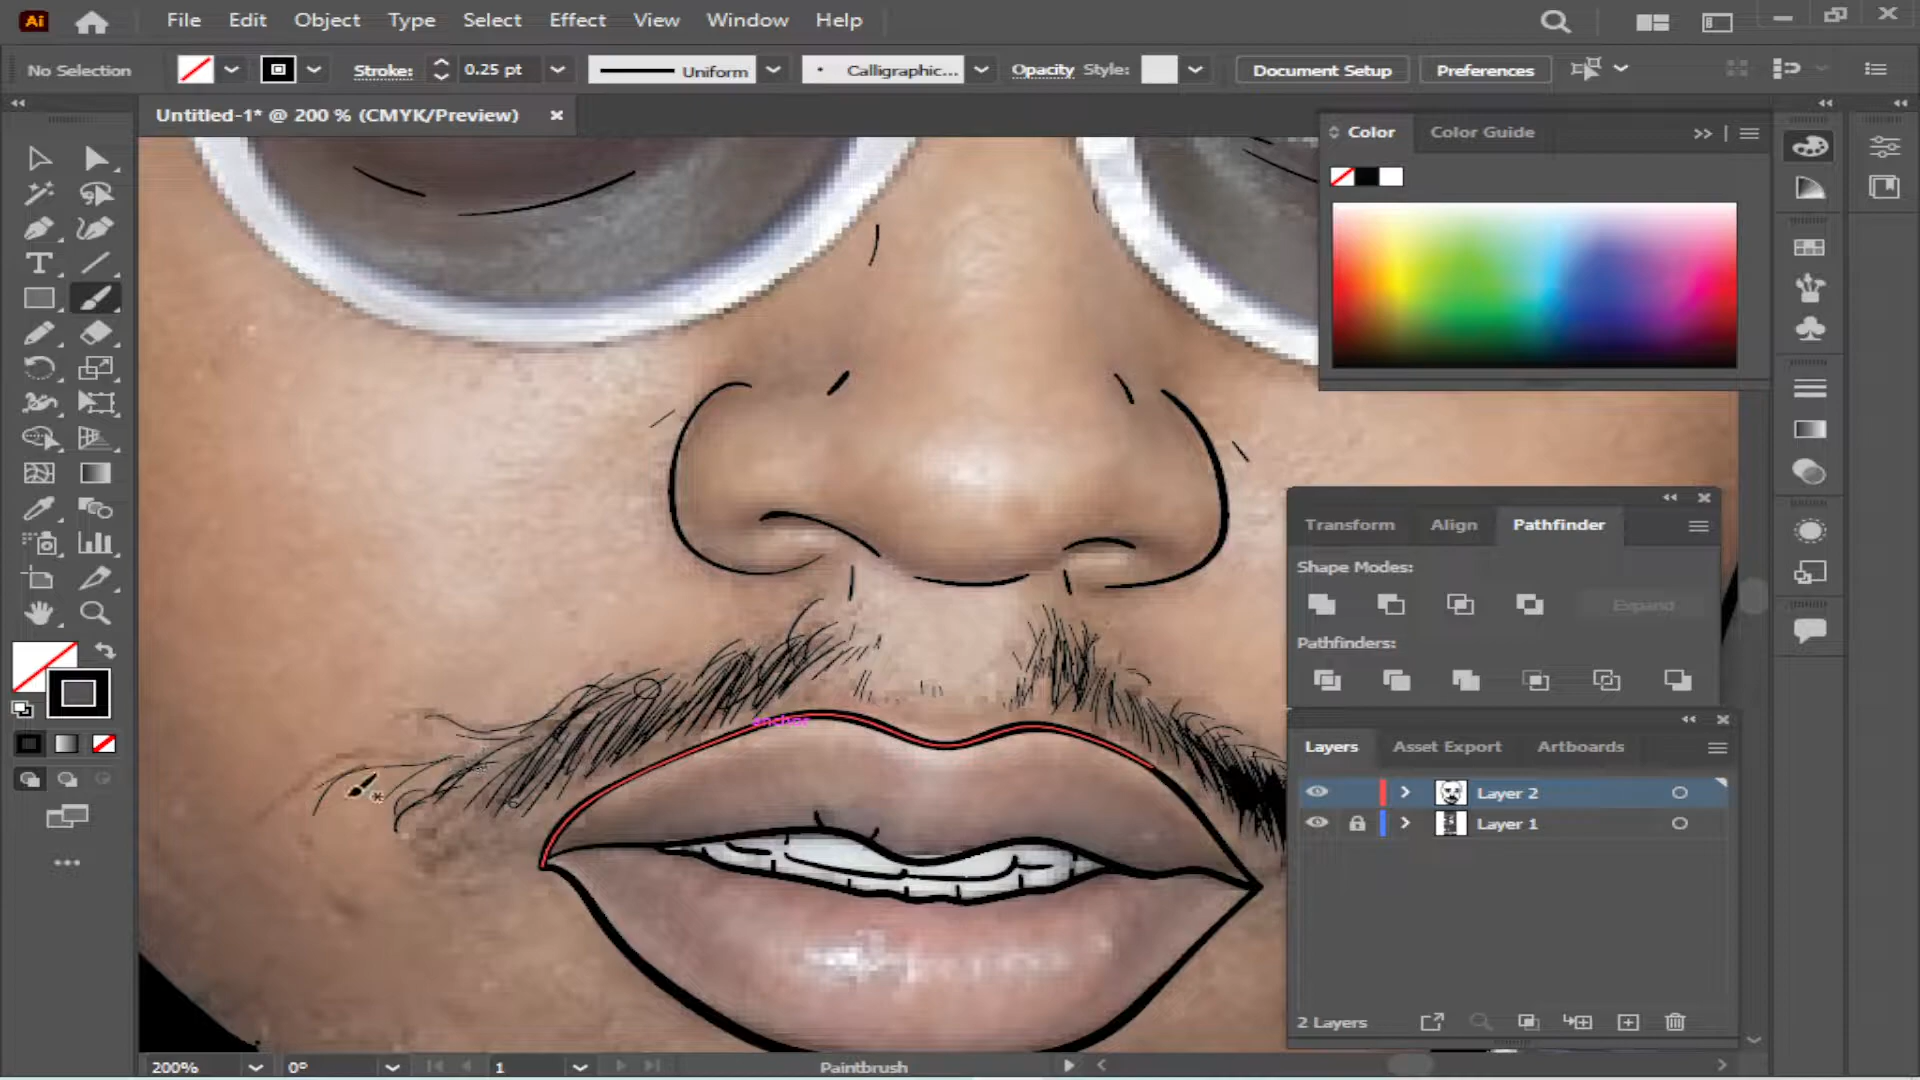 Ai File Edit Object Type Select Effect View Window Help
No Selection Stroke: 0.25 pt Uniform Calligraphic... Opacity Style: Document Setup Preferences
Untitled-1* @ 200 % (CMYK/Preview)
Color Color Guide
Transform Align Pathfinder
Shape Modes:
Expand
Pathfinders:
anchor
Layers Asset Export Artboards
Layer 2
Layer 1
2 Layers
200% 0° 1 Paintbrush